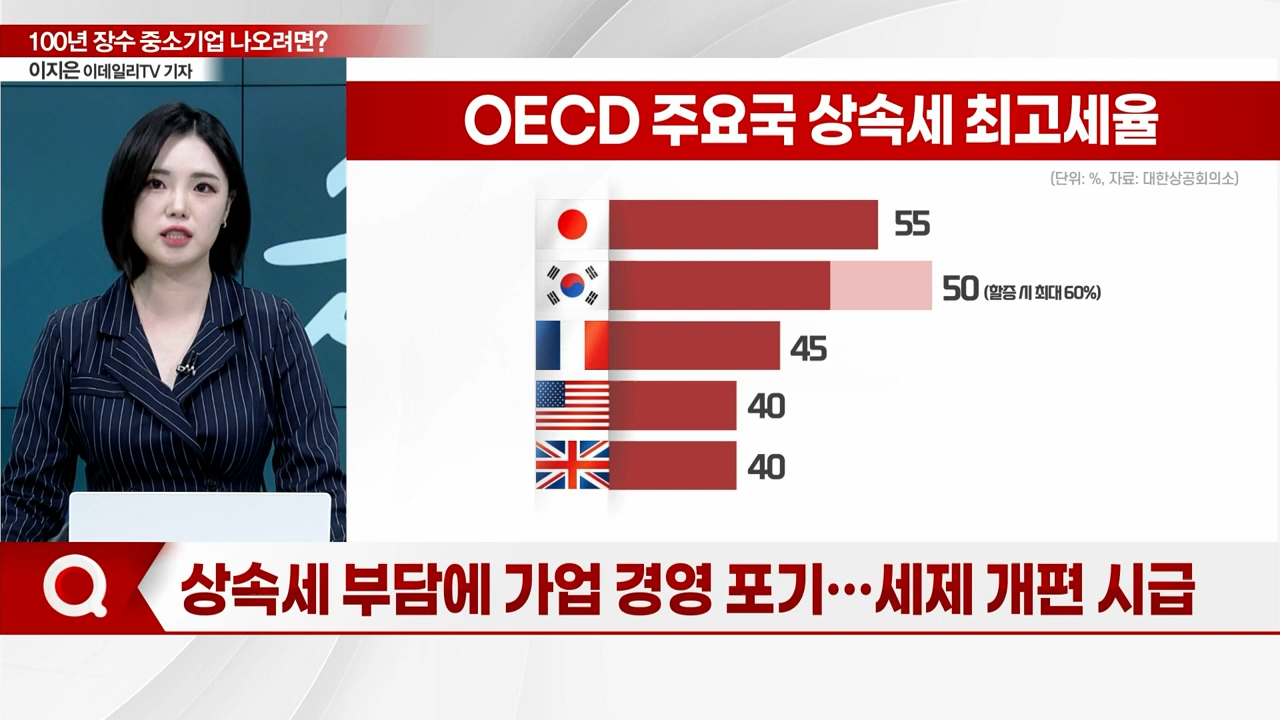 100년 장수 중소기업 나오려면?
이지은 이데일리TV 기자
OECD 주요국 상속세 최고세율
(단위: %, 자료: 대한상공회의소)
55
50 (할증 시 최대 60%)
45
40
40
상속세 부담에 가업 경영 포기…세제 개편 시급